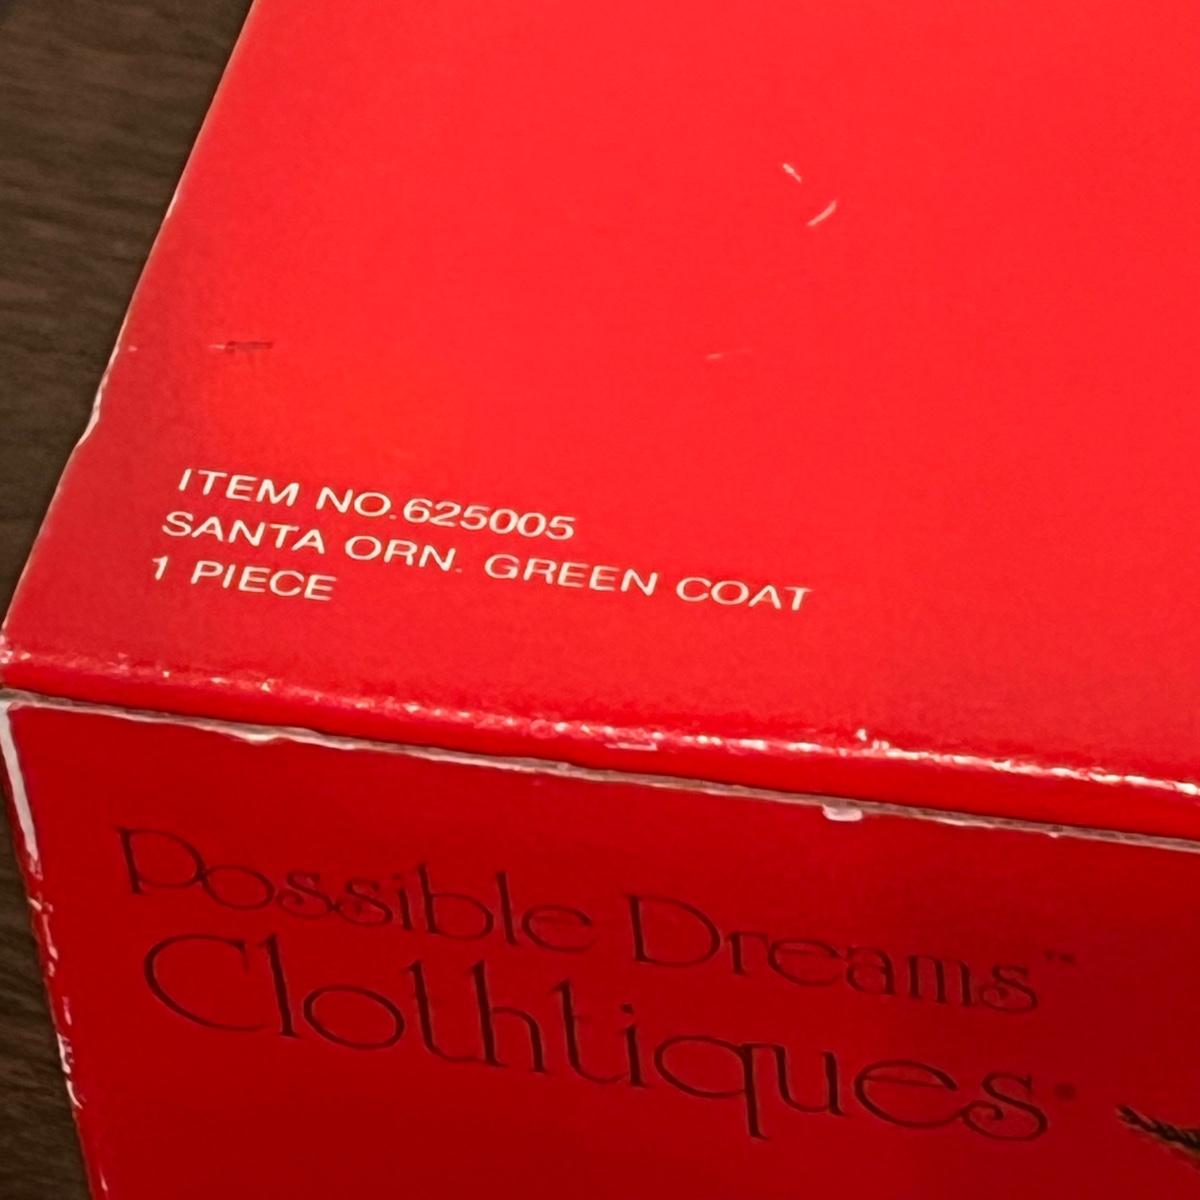 ITEM NO.625005
SANTA ORN. GREEN COAT
1 PIECE
Possible Dreams™
Clothtiques®